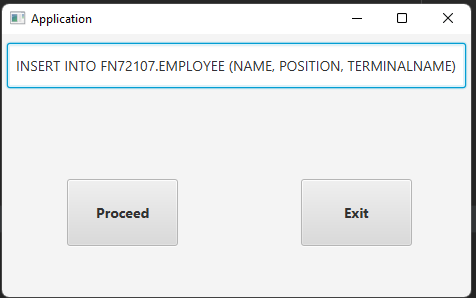 Application
INSERT INTO FN72107.EMPLOYEE (NAME, POSITION, TERMINALNAME)
Proceed
Exit